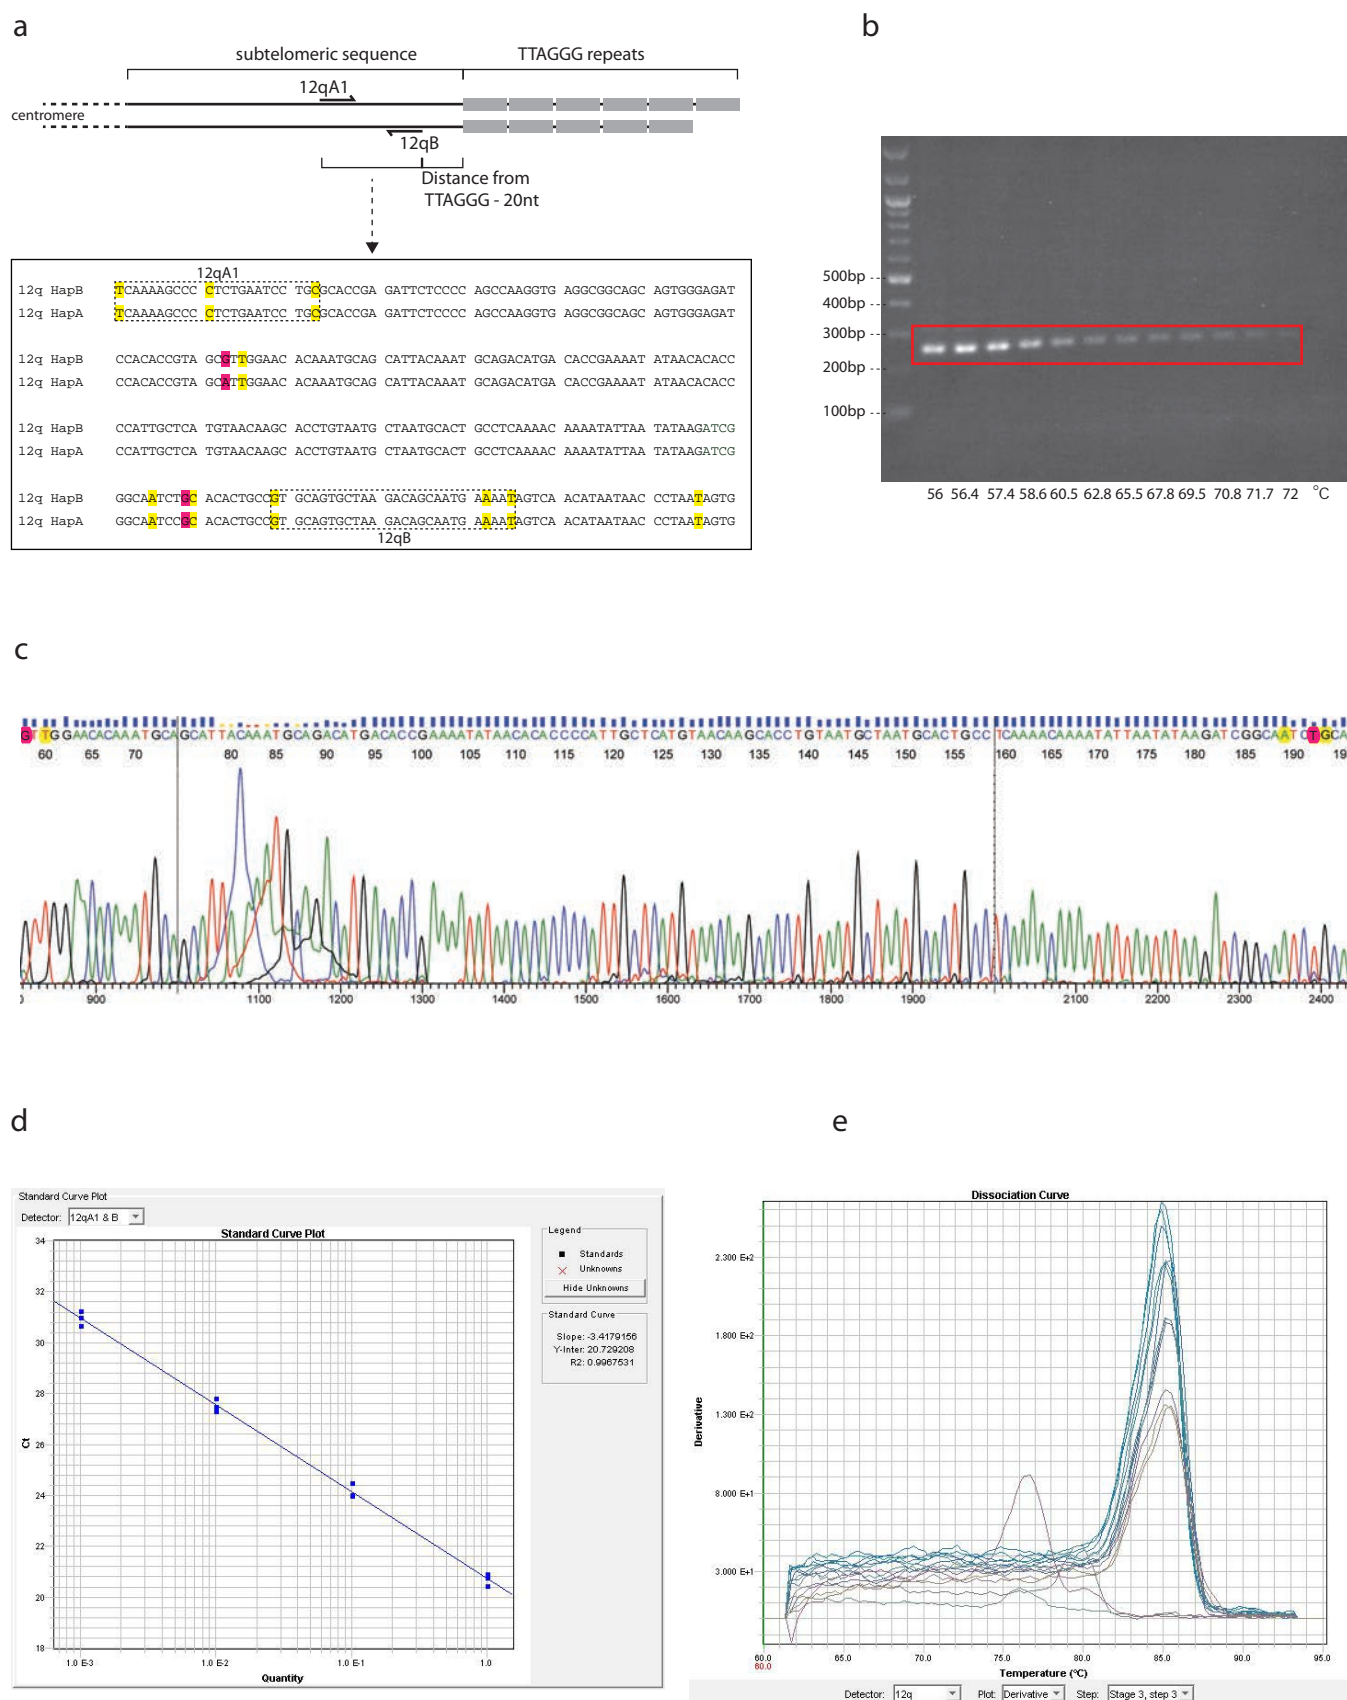 a
subtelomeric sequence TTAGGG repeats
12qA1
centromere
12qB
Distance from
TTAGGG - 20nt
12qA1
12q HapB TCAAAAGCCC CTCTGAATCC TGCGCACCGA GATTCTCCCC AGCCAAGGTG AGGCGGCAGC AGTGGGAGAT
12q HapA TCAAAAGCCC CTCTGAATCC TGCGCACCGA GATTCTCCCC AGCCAAGGTG AGGCGGCAGC AGTGGGAGAT
12q HapB CCACACCGTA GCGTTGGAAC ACAAATGCAG CATTACAAAT GCAGACATGA CACCGAAAAT ATAACACACC
12q HapA CCACACCGTA GCATTGGAAC ACAAATGCAG CATTACAAAT GCAGACATGA CACCGAAAAT ATAACACACC
12q HapB CCATTGCTCA TGTAACAAGC ACCTGTAATG CTAATGCACT GCCTCAAAAC AAAATATTAA TATAAGATCG
12q HapA CCATTGCTCA TGTAACAAGC ACCTGTAATG CTAATGCACT GCCTCAAAAC AAAATATTAA TATAAGATCG
12q HapB GGCAATCTGC ACACTGCCGT GCAGTGCTAA GACAGCAATG AAAATAGTCA ACATAATAAC CCTAATAGTG
12q HapA GGCAATCCGC ACACTGCCGT GCAGTGCTAA GACAGCAATG AAAATAGTCA ACATAATAAC CCTAATAGTG
12qB
b
500bp
400bp
300bp
200bp
100bp
56 56.4 57.4 58.6 60.5 62.8 65.5 67.8 69.5 70.8 71.7 72 °C
c
GTTGGAACACAAATGCAGCATTACAAATGCAGACATGACACCGAAAATATAACACACCCCATTGCTCATGTAACAAGCACCTGTAATGCTAATGCACTGCCTCAAAACAAAATATTAATATAAGATCGGCAATCTGCA
60 65 70 75 80 85 90 95 100 105 110 115 120 125 130 135 140 145 150 155 160 165 170 175 180 185 190 19
900 1100 1200 1300 1400 1500 1600 1700 1800 1900 2100 2200 2300 2400
d
Standard Curve Plot
Detector: 12qA1 & B
Standard Curve Plot
34
30
28
26
24
22
20
18
Ct
1.0 E-3 1.0 E-2 1.0 E-1 1.0
Quantity
Legend
Standards
Unknowns
Hide Unknowns
Standard Curve
Slope: -3.4179156
Y-Inter: 20.729208
R2: 0.9967531
e
Dissociation Curve
2.300 E+2
1.800 E+2
1.300 E+2
8.000 E+1
3.000 E+1
Derivative
60.0 65.0 70.0 75.0 80.0 85.0 90.0 95.0
60.0
Temperature (°C)
Detector: 12q Plot: Derivative Step: Stage 3, step 3